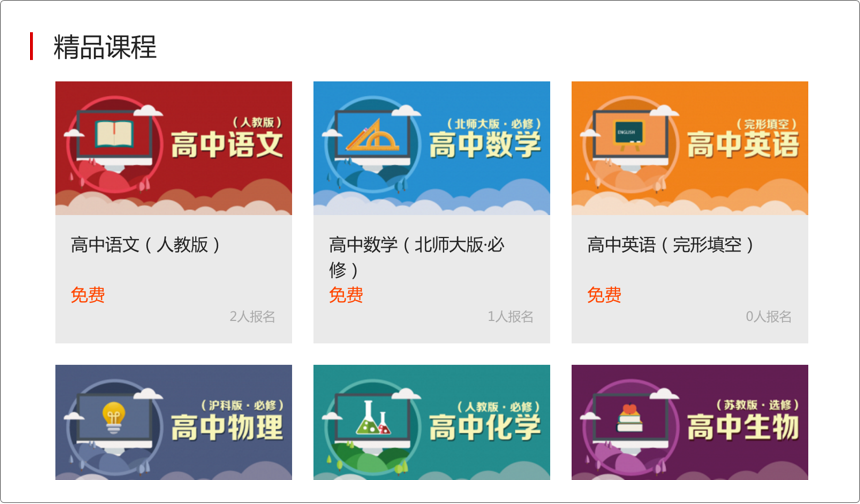 精品课程
（人教版）
高中语文
（北师大版·必修）
高中数学
（完形填空）
ENGLISH
高中英语
高中语文（人教版）
免费
2人报名
高中数学（北师大版·必
修）
免费
1人报名
高中英语（完形填空）
免费
0人报名
（沪科版·必修）
高中物理
（人教版·必修）
高中化学
（苏教版·选修）
高中生物